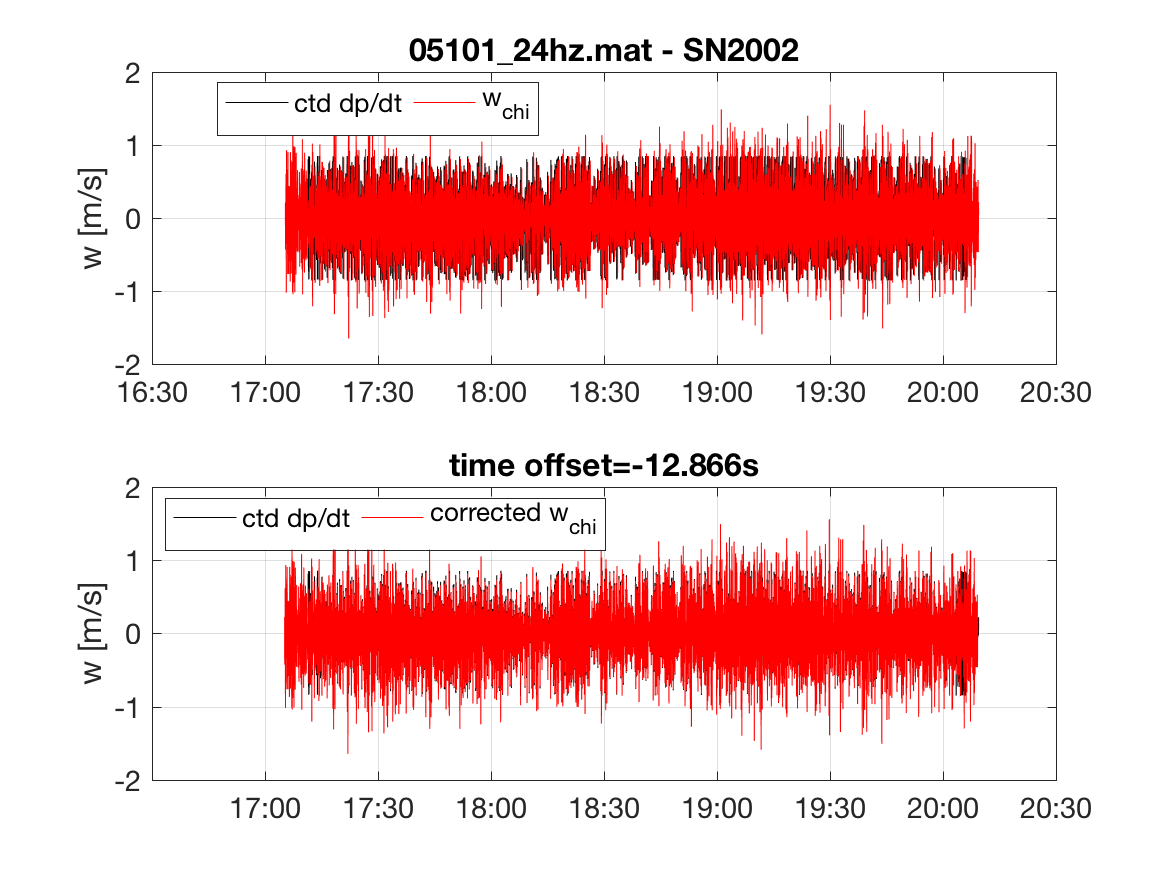 05101_24hz.mat - SN2002
ctd dp/dt w_chi
w [m/s]
2
1
0
-1
-2
16:30 17:00 17:30 18:00 18:30 19:00 19:30 20:00 20:30
time offset=-12.866s
ctd dp/dt corrected w_chi
w [m/s]
2
1
0
-1
-2
17:00 17:30 18:00 18:30 19:00 19:30 20:00 20:30